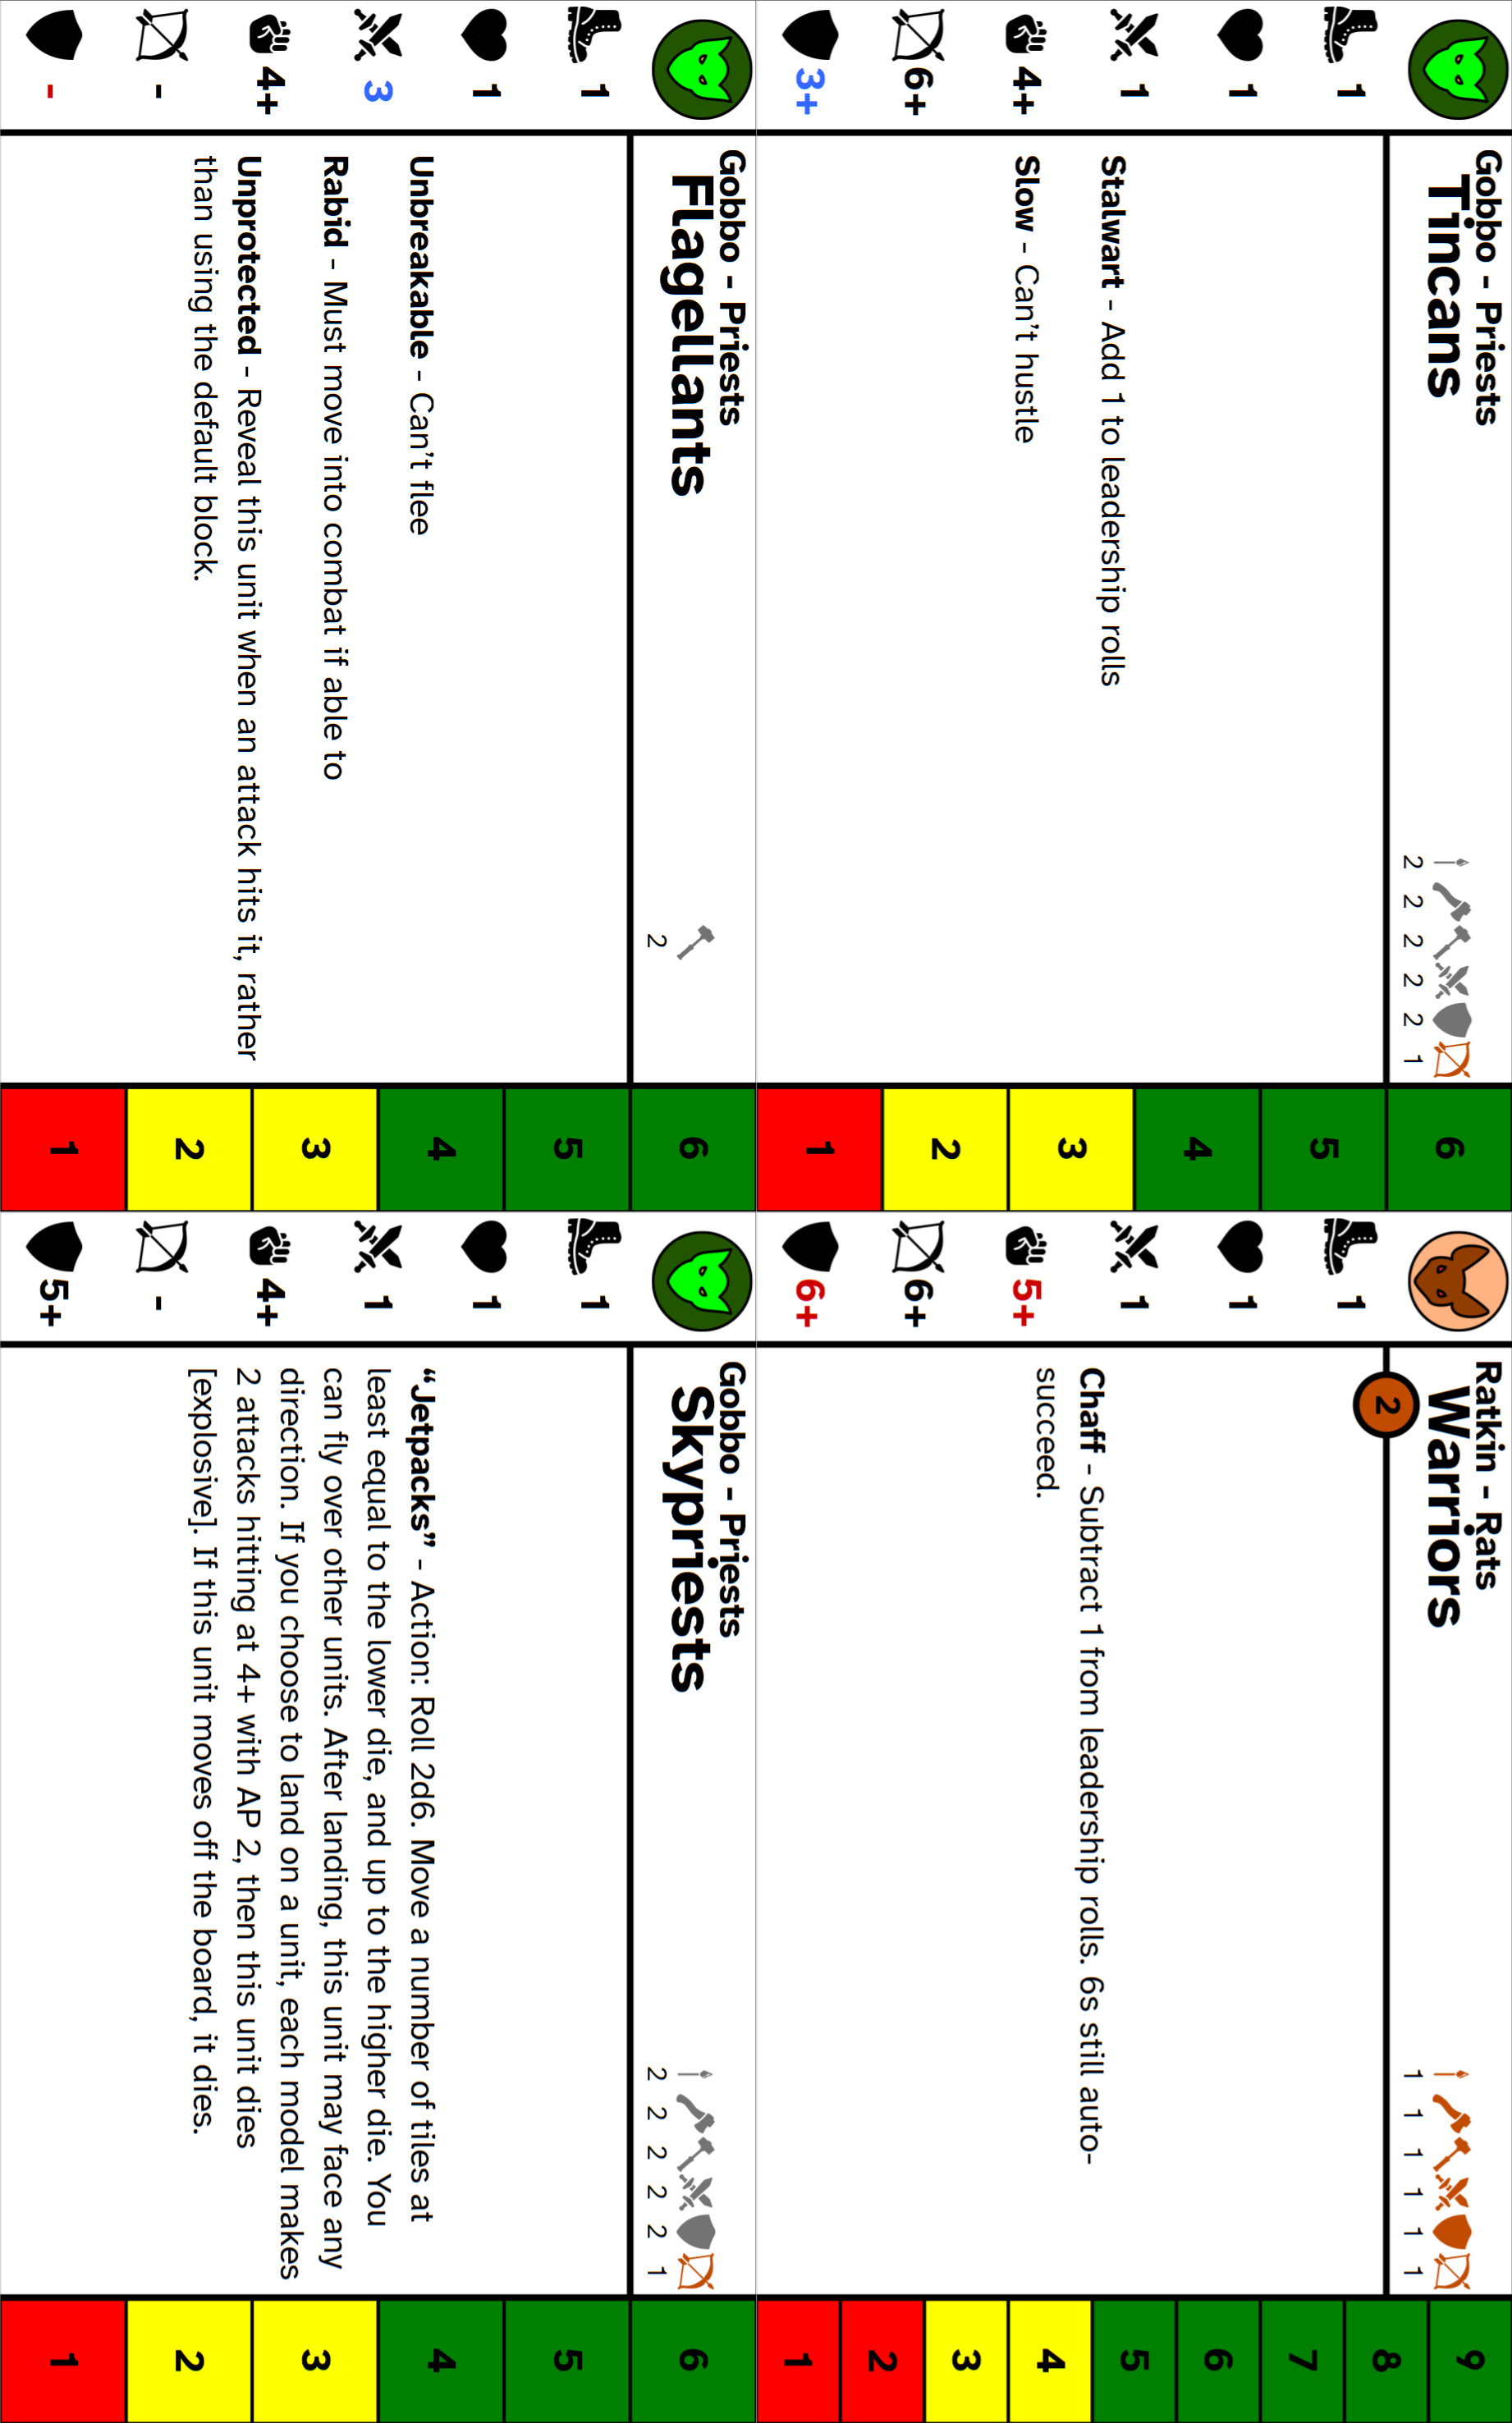 Gobbo - Priests
Tincans
2 2 2 2 2 1
1
1
1
4+
6+
3+
Stalwart - Add 1 to leadership rolls
Slow - Can't hustle
6
5
4
3
2
1
Ratkin - Rats
Warriors
1 1 1 1 1 1
2
1
1
1
5+
6+
6+
Chaff - Subtract 1 from leadership rolls. 6s still auto-
succeed.
9
8
7
6
5
4
3
2
1
Gobbo - Priests
Flagellants
2
1
1
3
4+
-
-
Unbreakable - Can't flee
Rabid - Must move into combat if able to
Unprotected - Reveal this unit when an attack hits it, rather
than using the default block.
6
5
4
3
2
1
Gobbo - Priests
Skypriests
2 2 2 2 2 1
1
1
1
4+
-
5+
“Jetpacks” - Action: Roll 2d6. Move a number of tiles at
least equal to the lower die, and up to the higher die. You
can fly over other units. After landing, this unit may face any
direction. If you choose to land on a unit, each model makes
2 attacks hitting at 4+ with AP 2, then this unit dies
[explosive]. If this unit moves off the board, it dies.
6
5
4
3
2
1